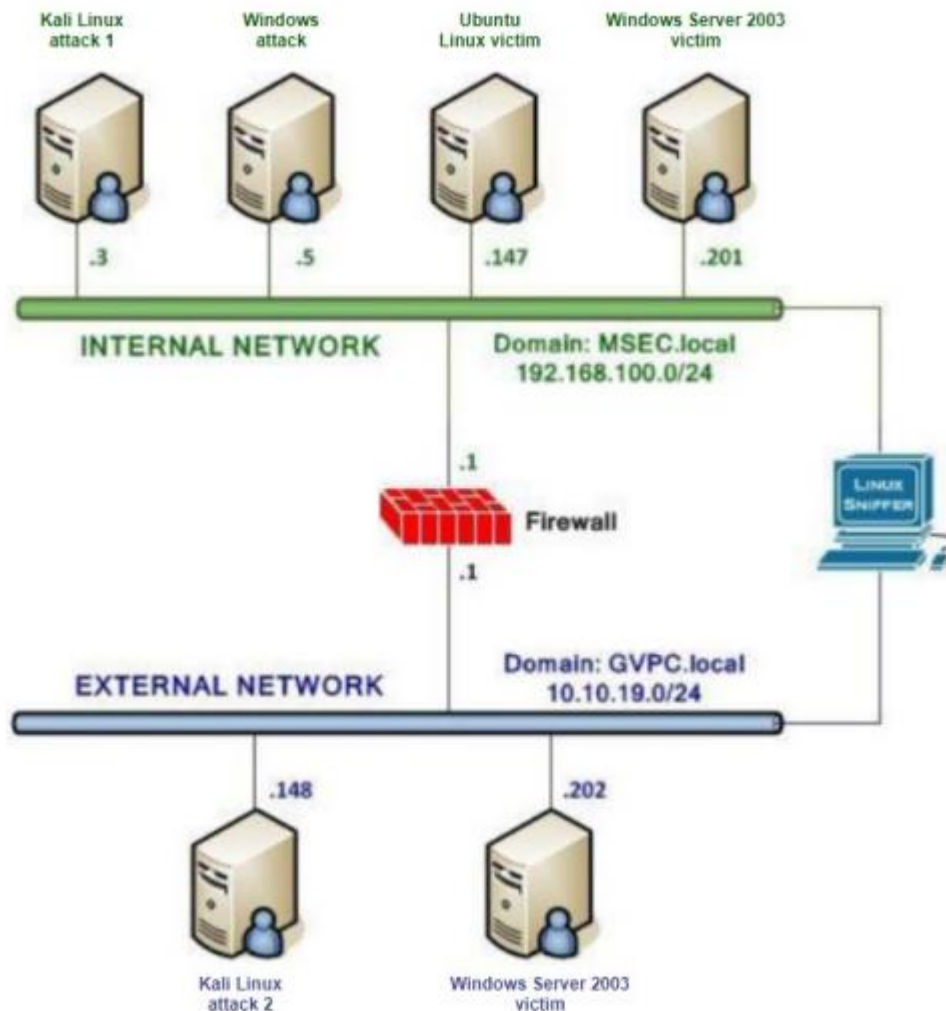 Kali Linux
attack 1
Windows
attack
Ubuntu
Linux victim
Windows Server 2003
victim
.3
.5
.147
.201
INTERNAL NETWORK
Domain: MSEC.local
192.168.100.0/24
.1
Firewall
LINUX
SNIFFER
.1
Domain: GVPC.local
EXTERNAL NETWORK
10.10.19.0/24
.148
.202
Kali Linux
attack 2
Windows Server 2003
victim